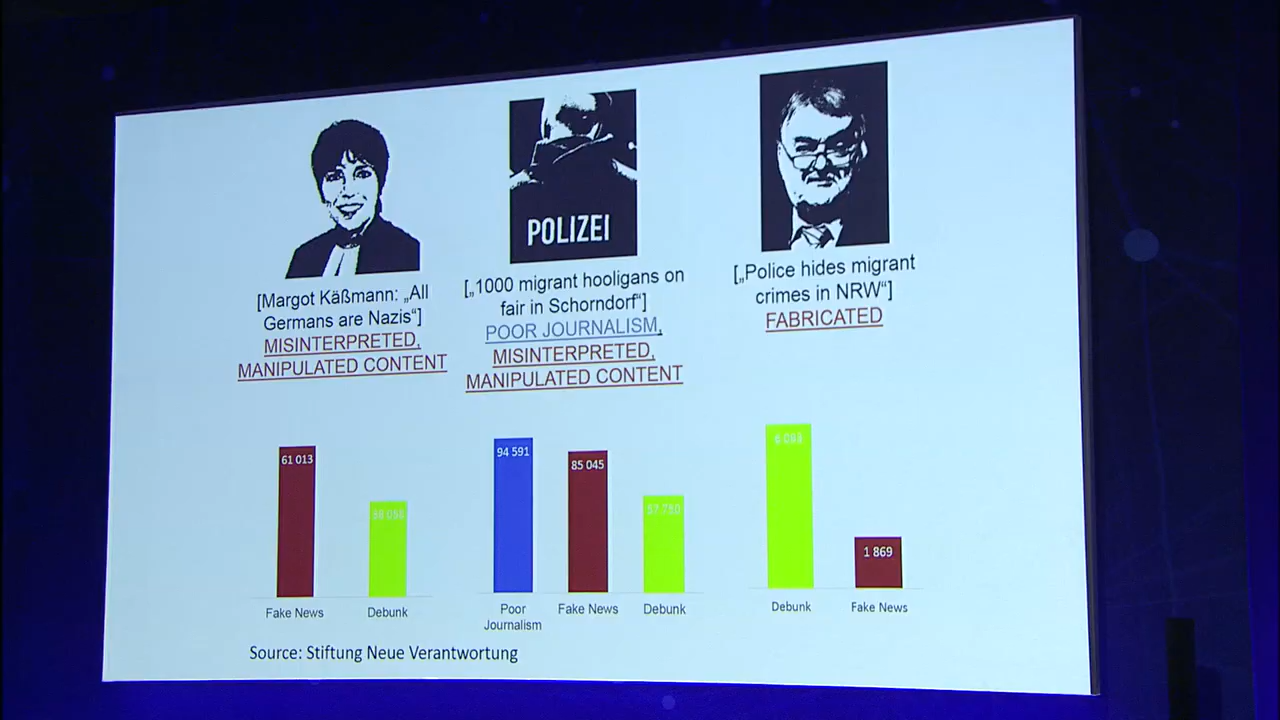 POLIZEI
[Margot Käßmann: „All
Germans are Nazis“]
MISINTERPRETED,
MANIPULATED CONTENT
[„1000 migrant hooligans on
fair in Schorndorf“]
POOR JOURNALISM,
MISINTERPRETED,
MANIPULATED CONTENT
[„Police hides migrant
crimes in NRW“]
FABRICATED
61 013
Fake News
Debunk
94 591
85 045
Poor
Journalism
Fake News
Debunk
1 869
Debunk
Fake News
Source: Stiftung Neue Verantwortung